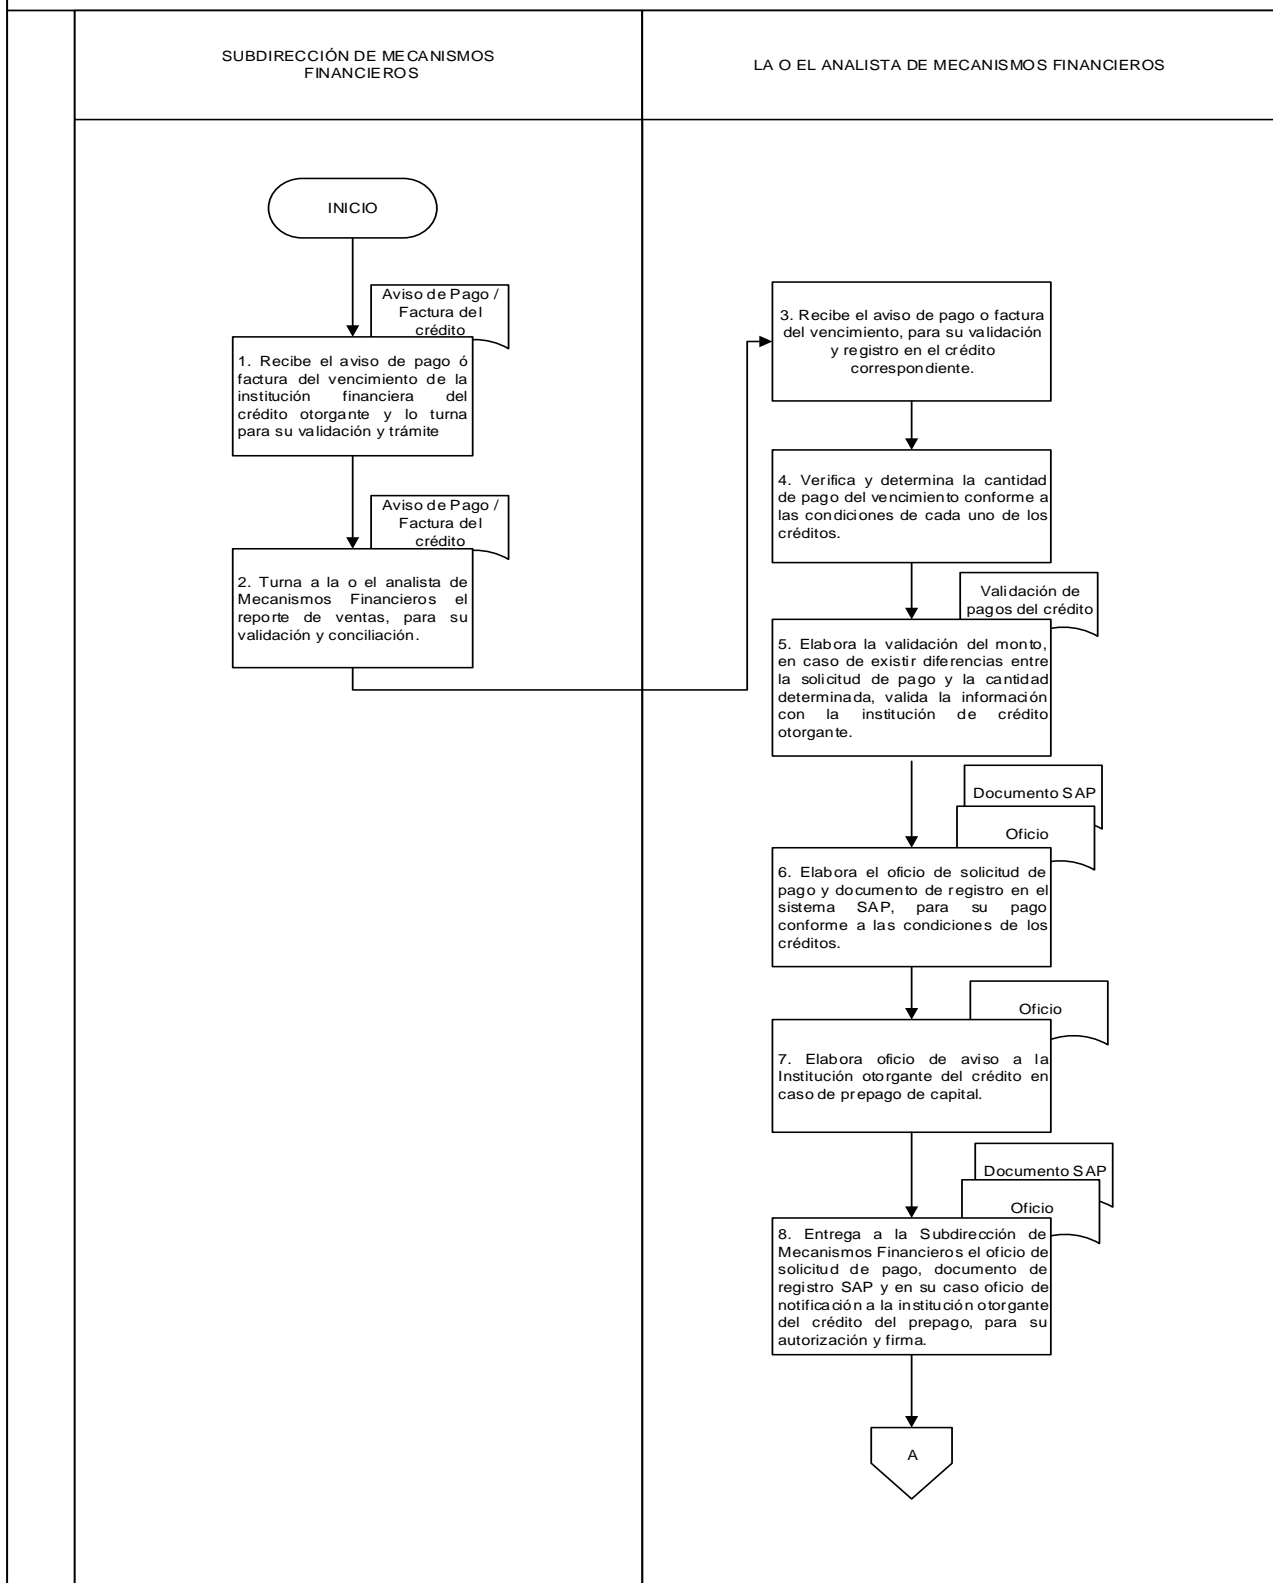 SUBDIRECCIÓN DE MECANISMOS
FINANCIEROS
LA O EL ANALISTA DE MECANISMOS FINANCIEROS
INICIO
Aviso de Pago /
Factura del
crédito
1. Recibe el aviso de pago ó
factura del vencimiento de la
institución financiera del
crédito otorgante y lo turna
para su validación y trámite
Aviso de Pago /
Factura del
crédito
2. Turna a la o el analista de
Mecanismos Financieros el
reporte de ventas, para su
validación y conciliación.
3. Recibe el aviso de pago o factura
del vencimiento, para su validación
y registro en el crédito
correspondiente.
4. Verifica y determina la cantidad
de pago del vencimiento conforme a
las condiciones de cada uno de los
créditos.
Validación de
pagos del crédito
5. Elabora la validación del monto,
en caso de existir diferencias entre
la solicitud de pago y la cantidad
determinada, valida la información
con la institución de crédito
otorgante.
Documento SAP
Oficio
6. Elabora el oficio de solicitud de
pago y documento de registro en el
sistema SAP, para su pago
conforme a las condiciones de los
créditos.
Oficio
7. Elabora oficio de aviso a la
Institución otorgante del crédito en
caso de prepago de capital.
Documento SAP
Oficio
8. Entrega a la Subdirección de
Mecanismos Financieros el oficio de
solicitud de pago, documento de
registro SAP y en su caso oficio de
notificación a la institución otorgante
del crédito del prepago, para su
autorización y firma.
A